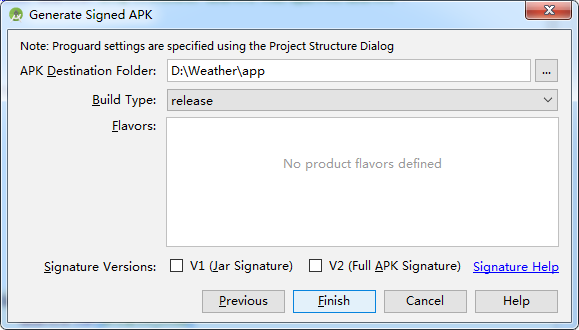 Generate Signed APK
Note: Proguard settings are specified using the Project Structure Dialog
APK Destination Folder: D:\Weather\app ...
Build Type: release
Flavors:
No product flavors defined
Signature Versions: V1 (Jar Signature) V2 (Full APK Signature) Signature Help
Previous Finish Cancel Help